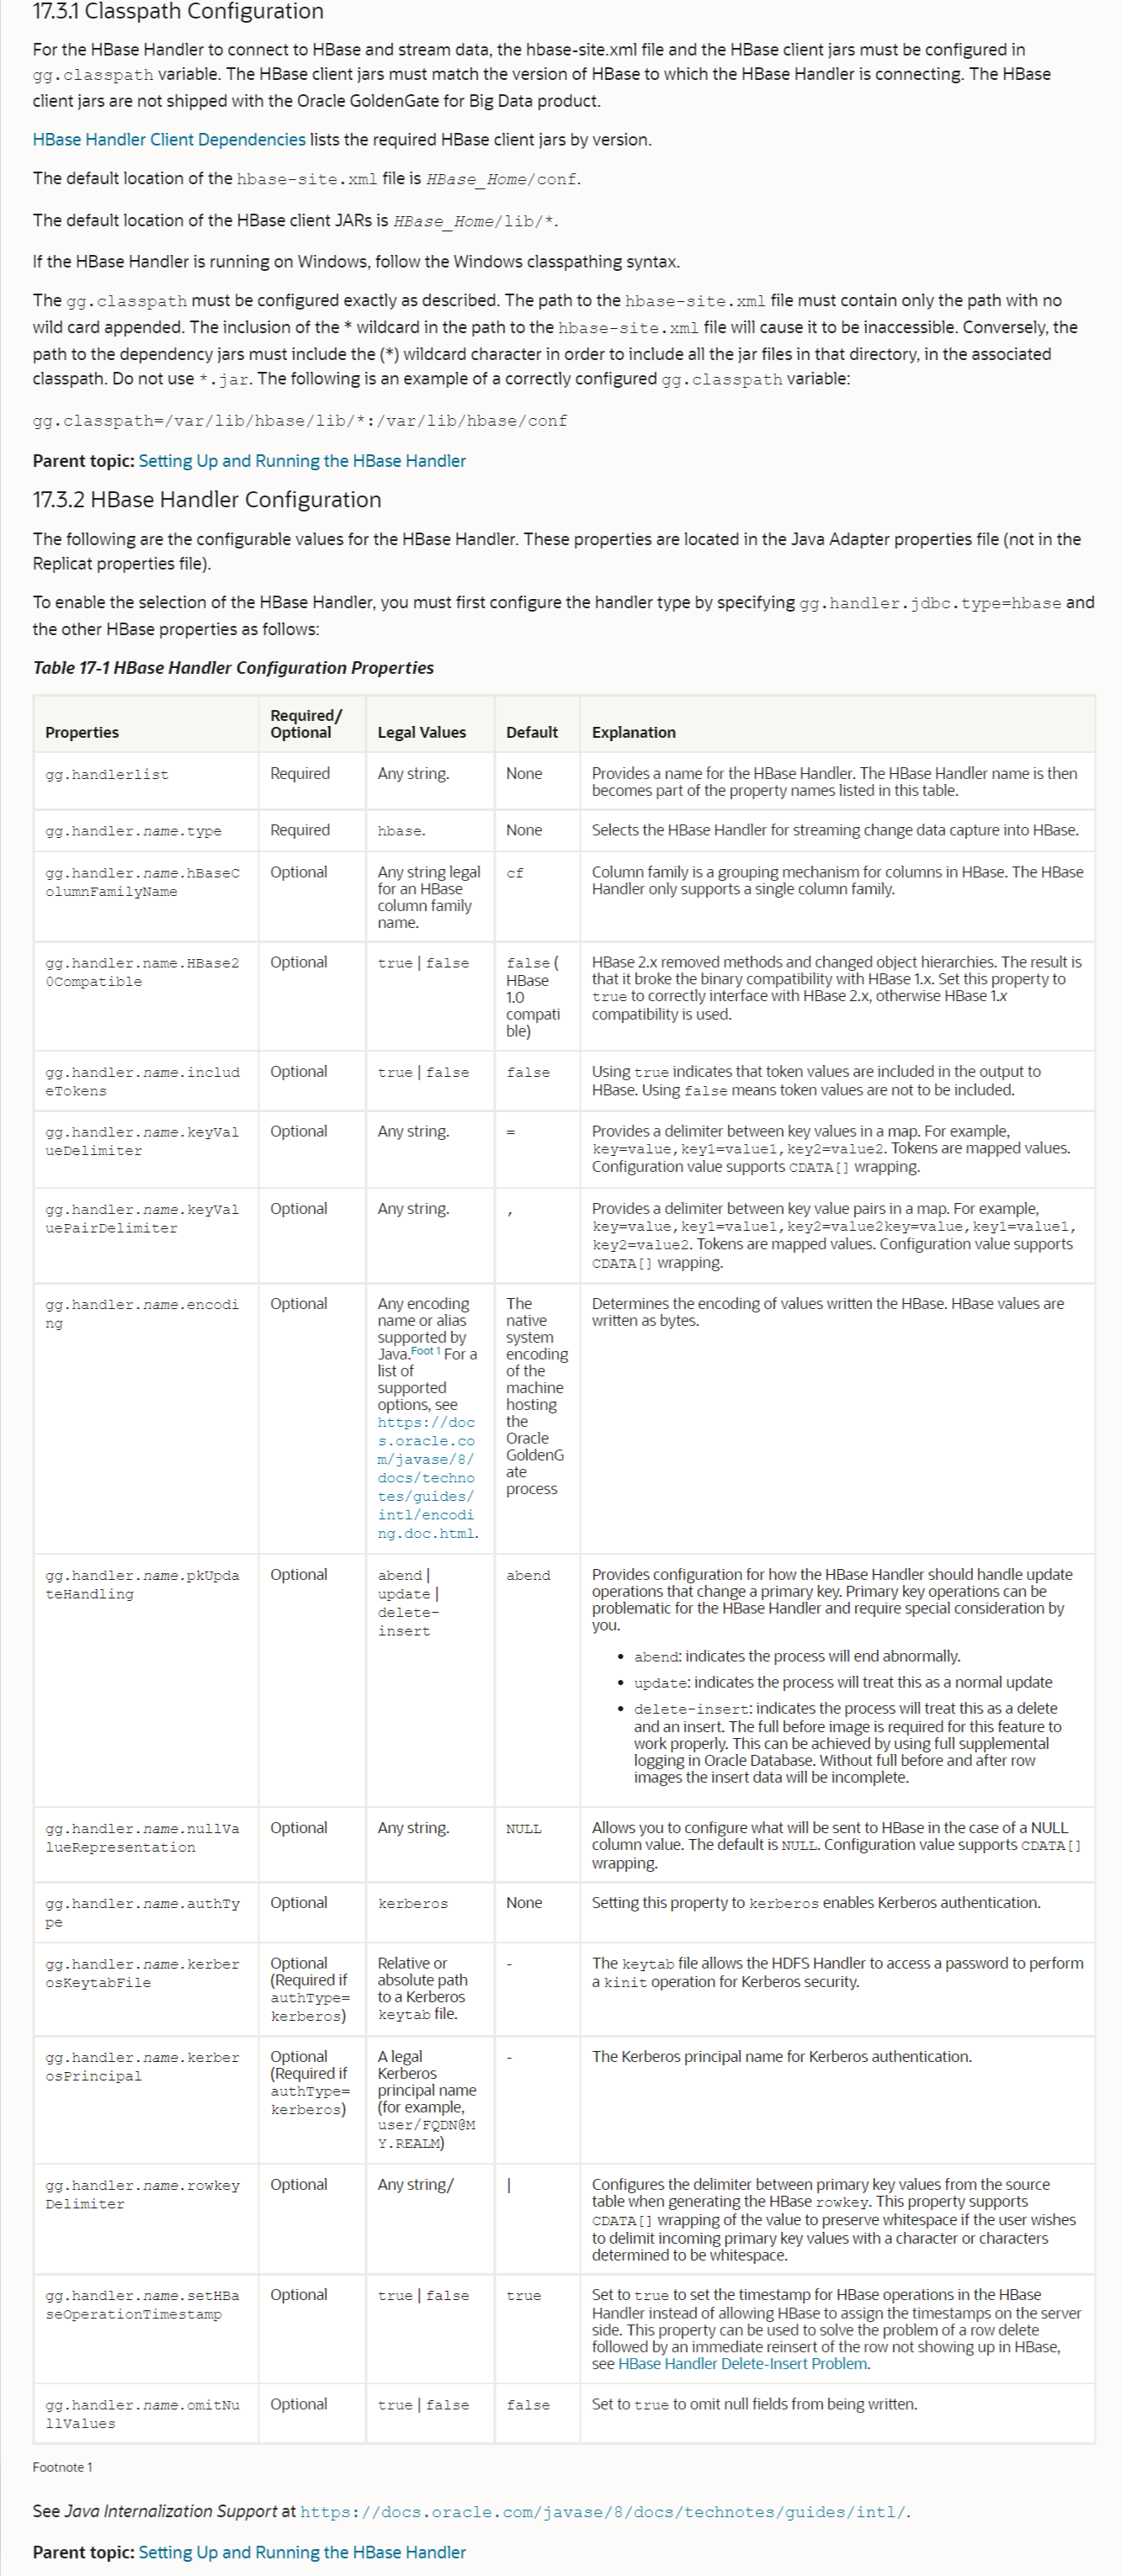 17.3.1 Classpath Configuration
For the HBase Handler to connect to HBase and stream data, the hbase-site.xml file and the HBase client jars must be configured in
gg.classpath variable. The HBase client jars must match the version of HBase to which the HBase Handler is connecting. The HBase
client jars are not shipped with the Oracle GoldenGate for Big Data product.
HBase Handler Client Dependencies lists the required HBase client jars by version.
The default location of the hbase-site.xml file is HBase_Home/conf.
The default location of the HBase client JARs is HBase_Home/lib/*.
If the HBase Handler is running on Windows, follow the Windows classpathing syntax.
The gg.classpath must be configured exactly as described. The path to the hbase-site.xml file must contain only the path with no
wild card appended. The inclusion of the * wildcard in the path to the hbase-site.xml file will cause it to be inaccessible. Conversely, the
path to the dependency jars must include the (*) wildcard character in order to include all the jar files in that directory, in the associated
classpath. Do not use *.jar. The following is an example of a correctly configured gg.classpath variable:
gg.classpath=/var/lib/hbase/lib/*:/var/lib/hbase/conf
Parent topic: Setting Up and Running the HBase Handler
17.3.2 HBase Handler Configuration
The following are the configurable values for the HBase Handler. These properties are located in the Java Adapter properties file (not in the
Replicat properties file).
To enable the selection of the HBase Handler, you must first configure the handler type by specifying gg.handler.jdbc.type=hbase and
the other HBase properties as follows:
Table 17-1 HBase Handler Configuration Properties
Properties
Required/
Optional
Legal Values
Default
Explanation
gg.handlerlist
Required
Any string.
None
Provides a name for the HBase Handler. The HBase Handler name is then
becomes part of the property names listed in this table.
gg.handler.name.type
Required
hbase.
None
Selects the HBase Handler for streaming change data capture into HBase.
gg.handler.name.hBaseC
olumnFamilyName
Optional
Any string legal
for an HBase
column family
name.
cf
Column family is a grouping mechanism for columns in HBase. The HBase
Handler only supports a single column family.
gg.handler.name.HBase2
0Compatible
Optional
true | false
false (
HBase
1.0
compati
ble)
HBase 2.x removed methods and changed object hierarchies. The result is
that it broke the binary compatibility with HBase 1.x. Set this property to
true to correctly interface with HBase 2.x, otherwise HBase 1.x
compatibility is used.
gg.handler.name.includ
eTokens
Optional
true | false
false
Using true indicates that token values are included in the output to
HBase. Using false means token values are not to be included.
gg.handler.name.keyVal
ueDelimiter
Optional
Any string.
=
Provides a delimiter between key values in a map. For example,
key=value,key1=value1,key2=value2. Tokens are mapped values.
Configuration value supports CDATA[] wrapping.
gg.handler.name.keyVal
uePairDelimiter
Optional
Any string.
,
Provides a delimiter between key value pairs in a map. For example,
key=value,key1=value1,key2=value2key=value,key1=value1,
key2=value2. Tokens are mapped values. Configuration value supports
CDATA[] wrapping.
gg.handler.name.encodi
ng
Optional
Any encoding
name or alias
supported by
Java.Foot 1 For a
list of
supported
options, see
https://doc
s.oracle.co
m/javase/8/
docs/techno
tes/guides/
intl/encodi
ng.doc.html.
The
native
system
encoding
of the
machine
hosting
the
Oracle
GoldenG
ate
process
Determines the encoding of values written the HBase. HBase values are
written as bytes.
gg.handler.name.pkUpda
teHandling
Optional
abend |
update |
delete-
insert
abend
Provides configuration for how the HBase Handler should handle update
operations that change a primary key. Primary key operations can be
problematic for the HBase Handler and require special consideration by
you.
• abend: indicates the process will end abnormally.
• update: indicates the process will treat this as a normal update
• delete-insert: indicates the process will treat this as a delete
and an insert. The full before image is required for this feature to
work properly. This can be achieved by using full supplemental
logging in Oracle Database. Without full before and after row
images the insert data will be incomplete.
gg.handler.name.nullVa
lueRepresentation
Optional
Any string.
NULL
Allows you to configure what will be sent to HBase in the case of a NULL
column value. The default is NULL. Configuration value supports CDATA[]
wrapping.
gg.handler.name.authTy
pe
Optional
kerberos
None
Setting this property to kerberos enables Kerberos authentication.
gg.handler.name.kerber
osKeytabFile
Optional
(Required if
authType=
kerberos)
Relative or
absolute path
to a Kerberos
keytab file.
-
The keytab file allows the HDFS Handler to access a password to perform
a kinit operation for Kerberos security.
gg.handler.name.kerber
osPrincipal
Optional
(Required if
authType=
kerberos)
A legal
Kerberos
principal name
(for example,
user/FQDN@M
Y.REALM)
-
The Kerberos principal name for Kerberos authentication.
gg.handler.name.rowkey
Delimiter
Optional
Any string/
|
Configures the delimiter between primary key values from the source
table when generating the HBase rowkey. This property supports
CDATA[] wrapping of the value to preserve whitespace if the user wishes
to delimit incoming primary key values with a character or characters
determined to be whitespace.
gg.handler.name.setHBa
seOperationTimestamp
Optional
true | false
true
Set to true to set the timestamp for HBase operations in the HBase
Handler instead of allowing HBase to assign the timestamps on the server
side. This property can be used to solve the problem of a row delete
followed by an immediate reinsert of the row not showing up in HBase,
see HBase Handler Delete-Insert Problem.
gg.handler.name.omitNu
llValues
Optional
true | false
false
Set to true to omit null fields from being written.
Footnote 1
See Java Internalization Support at https://docs.oracle.com/javase/8/docs/technotes/guides/intl/.
Parent topic: Setting Up and Running the HBase Handler